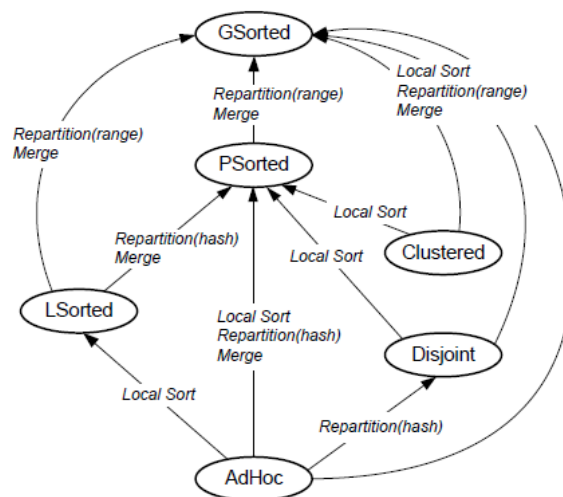 GSorted
Local Sort
Repartition(range)
Merge
Repartition(range)
Merge
Repartition(range)
Merge
PSorted
Local Sort
Repartition(hash)
Merge
Clustered
Local Sort
LSorted
Local Sort
Repartition(hash)
Merge
Disjoint
Local Sort
Repartition(hash)
AdHoc